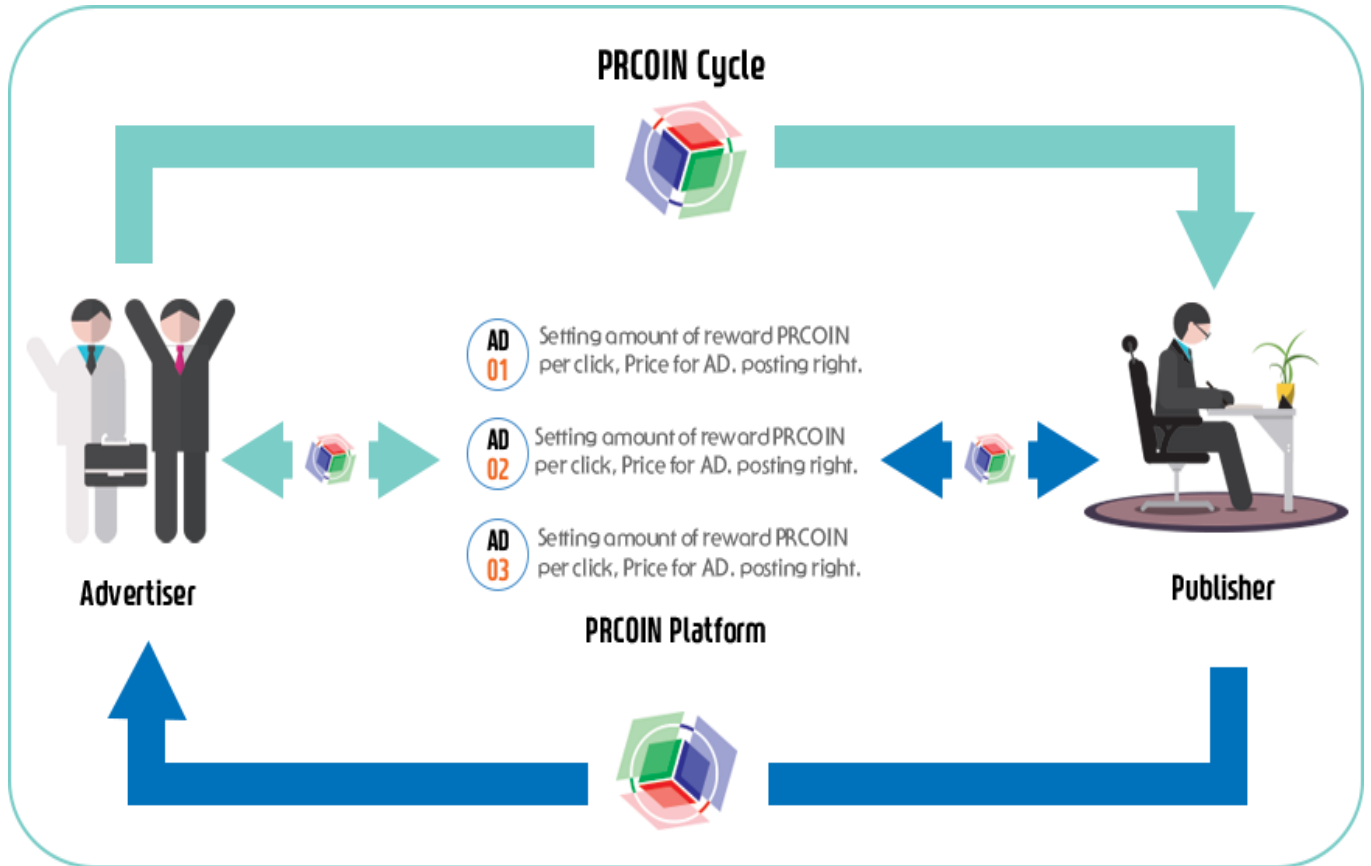 PRCOIN Cycle
AD
01
Setting amount of reward PRCOIN
per click, Price for AD. posting right.
AD
02
Setting amount of reward PRCOIN
per click, Price for AD. posting right.
AD
03
Setting amount of reward PRCOIN
per click, Price for AD. posting right.
Advertiser
Publisher
PRCOIN Platform